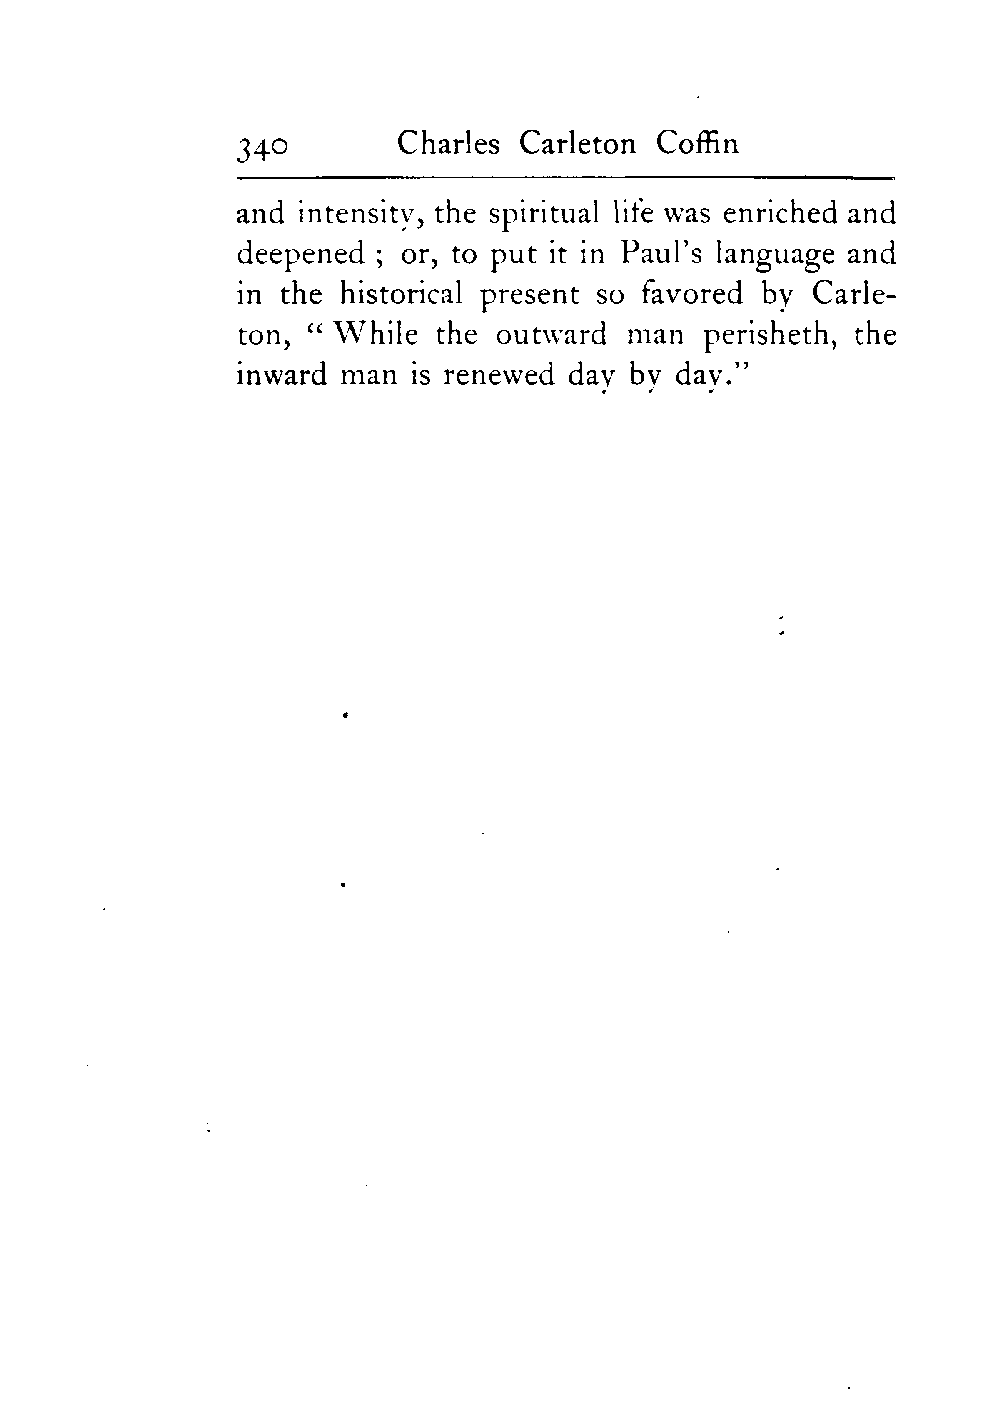 340 Charles Carleton Coffin
and intensity, the spiritual life was enriched and
deepened ; or, to put it in Paul's language and
in the historical present so favored by Carle-
ton, “ While the outward man perisheth, the
inward man is renewed day by day.”